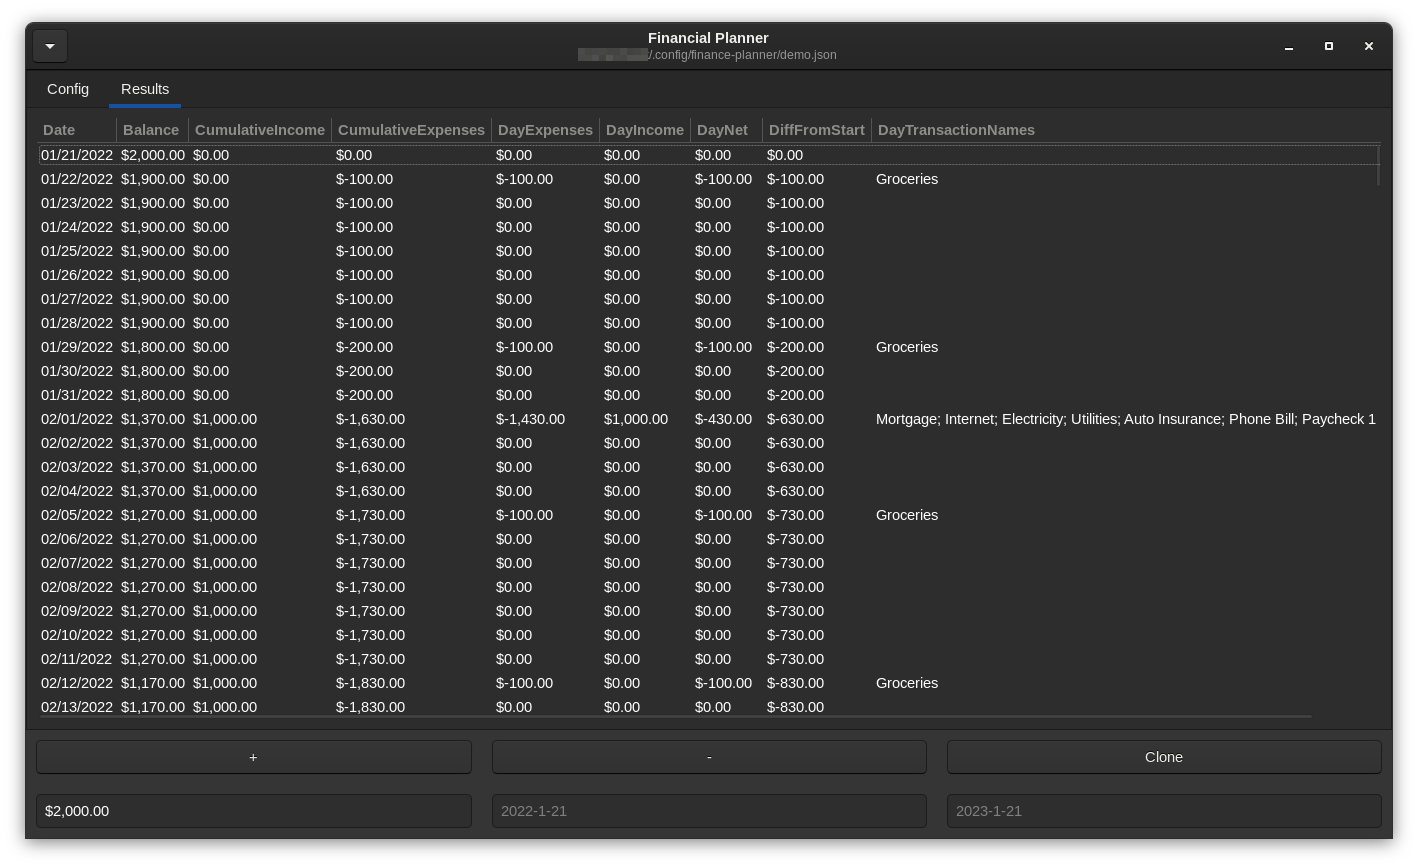 Financial Planner
/.config/finance-planner/demo.json
Config Results
Date Balance CumulativeIncome CumulativeExpenses DayExpenses DayIncome DayNet DiffFromStart DayTransactionNames
01/21/2022 $2,000.00 $0.00 $0.00 $0.00 $0.00 $0.00 $0.00
01/22/2022 $1,900.00 $0.00 $-100.00 $-100.00 $0.00 $-100.00 $-100.00 Groceries
01/23/2022 $1,900.00 $0.00 $-100.00 $0.00 $0.00 $0.00 $-100.00
01/24/2022 $1,900.00 $0.00 $-100.00 $0.00 $0.00 $0.00 $-100.00
01/25/2022 $1,900.00 $0.00 $-100.00 $0.00 $0.00 $0.00 $-100.00
01/26/2022 $1,900.00 $0.00 $-100.00 $0.00 $0.00 $0.00 $-100.00
01/27/2022 $1,900.00 $0.00 $-100.00 $0.00 $0.00 $0.00 $-100.00
01/28/2022 $1,900.00 $0.00 $-100.00 $0.00 $0.00 $0.00 $-100.00
01/29/2022 $1,800.00 $0.00 $-200.00 $-100.00 $0.00 $-100.00 $-200.00 Groceries
01/30/2022 $1,800.00 $0.00 $-200.00 $0.00 $0.00 $0.00 $-200.00
01/31/2022 $1,800.00 $0.00 $-200.00 $0.00 $0.00 $0.00 $-200.00
02/01/2022 $1,370.00 $1,000.00 $-1,630.00 $-1,430.00 $1,000.00 $-430.00 $-630.00 Mortgage; Internet; Electricity; Utilities; Auto Insurance; Phone Bill; Paycheck 1
02/02/2022 $1,370.00 $1,000.00 $-1,630.00 $0.00 $0.00 $0.00 $-630.00
02/03/2022 $1,370.00 $1,000.00 $-1,630.00 $0.00 $0.00 $0.00 $-630.00
02/04/2022 $1,370.00 $1,000.00 $-1,630.00 $0.00 $0.00 $0.00 $-630.00
02/05/2022 $1,270.00 $1,000.00 $-1,730.00 $-100.00 $0.00 $-100.00 $-730.00 Groceries
02/06/2022 $1,270.00 $1,000.00 $-1,730.00 $0.00 $0.00 $0.00 $-730.00
02/07/2022 $1,270.00 $1,000.00 $-1,730.00 $0.00 $0.00 $0.00 $-730.00
02/08/2022 $1,270.00 $1,000.00 $-1,730.00 $0.00 $0.00 $0.00 $-730.00
02/09/2022 $1,270.00 $1,000.00 $-1,730.00 $0.00 $0.00 $0.00 $-730.00
02/10/2022 $1,270.00 $1,000.00 $-1,730.00 $0.00 $0.00 $0.00 $-730.00
02/11/2022 $1,270.00 $1,000.00 $-1,730.00 $0.00 $0.00 $0.00 $-730.00
02/12/2022 $1,170.00 $1,000.00 $-1,830.00 $-100.00 $0.00 $-100.00 $-830.00 Groceries
02/13/2022 $1,170.00 $1,000.00 $-1,830.00 $0.00 $0.00 $0.00 $-830.00
+ - Clone
$2,000.00 2022-1-21 2023-1-21